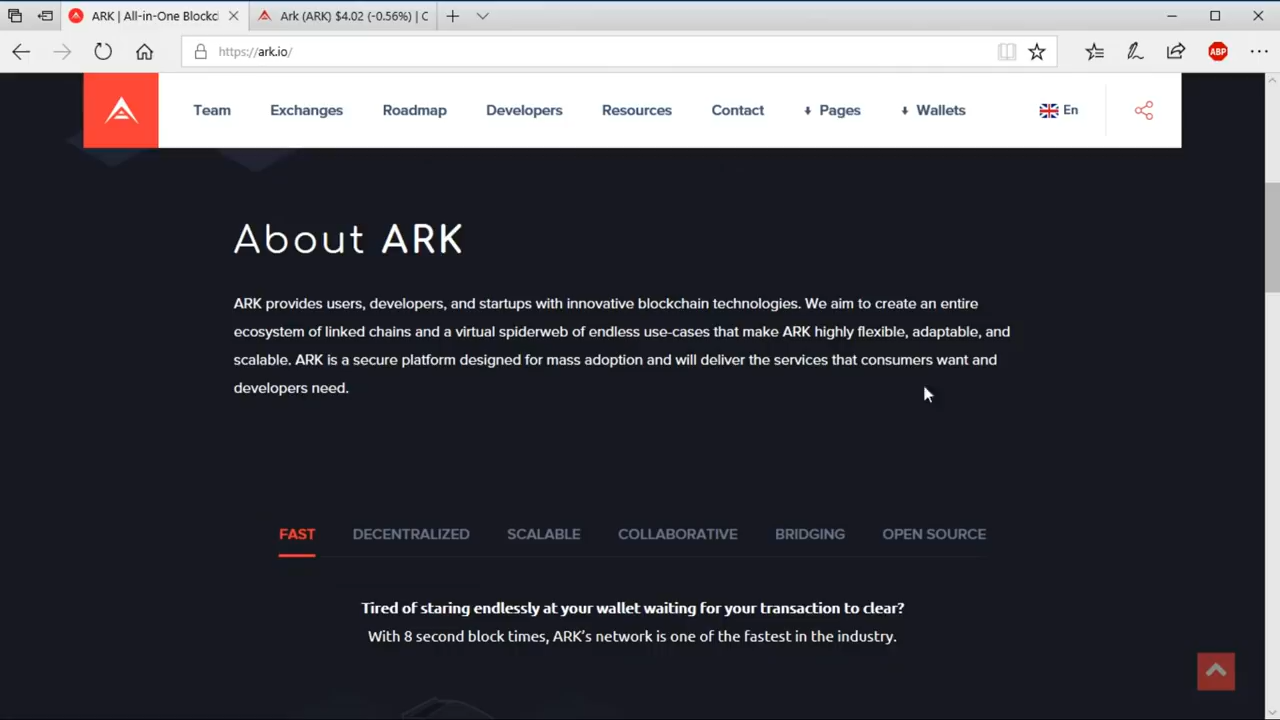 ARK | All-in-One Blockc
Ark (ARK) $4.02 (-0.56%) | C
https://ark.io/
ABP
Team Exchanges Roadmap Developers Resources Contact Pages Wallets En
About ARK
ARK provides users, developers, and startups with innovative blockchain technologies. We aim to create an entire
ecosystem of linked chains and a virtual spiderweb of endless use-cases that make ARK highly flexible, adaptable, and
scalable. ARK is a secure platform designed for mass adoption and will deliver the services that consumers want and
developers need.
FAST DECENTRALIZED SCALABLE COLLABORATIVE BRIDGING OPEN SOURCE
Tired of staring endlessly at your wallet waiting for your transaction to clear?
With 8 second block times, ARK's network is one of the fastest in the industry.